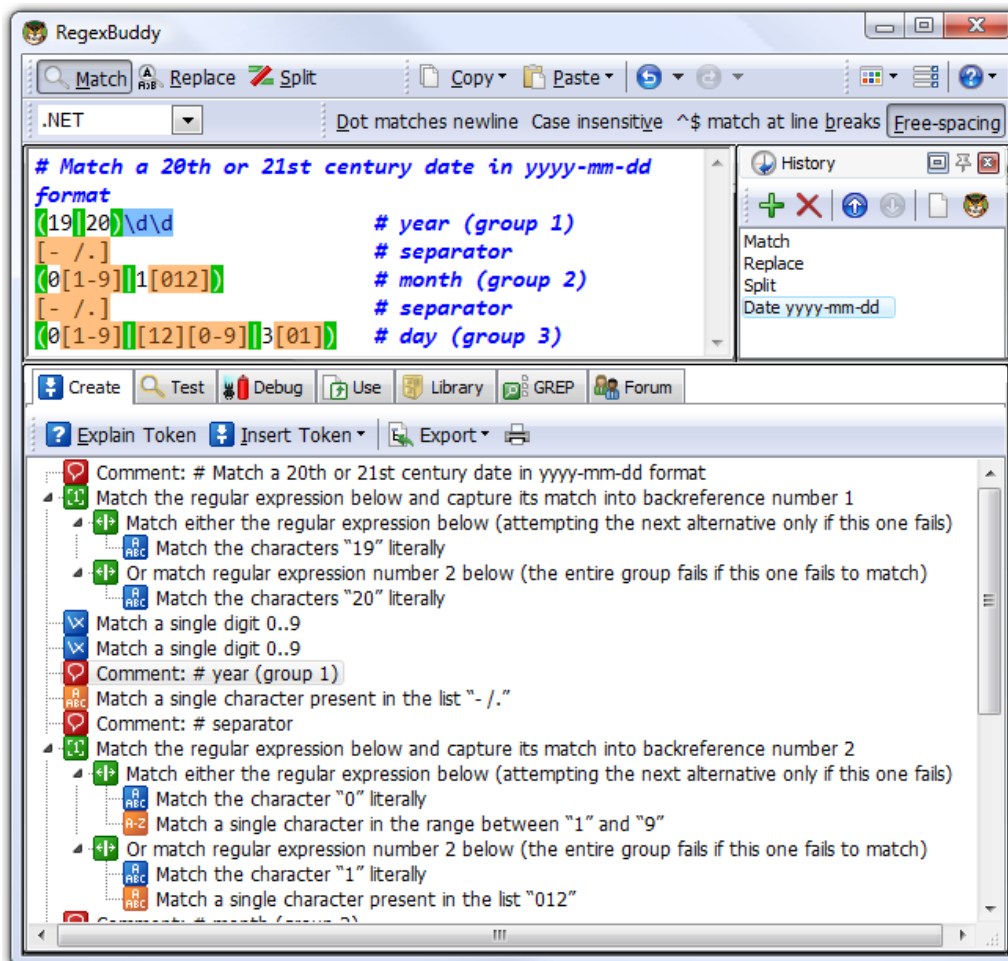 RegexBuddy
Match Replace Split Copy Paste
.NET Dot matches newline Case insensitive ^$ match at line breaks Free-spacing
# Match a 20th or 21st century date in yyyy-mm-dd
format
(19|20)\d\d # year (group 1)
[- /.] # separator
(0[1-9]|1[012]) # month (group 2)
[- /.] # separator
(0[1-9]|[12][0-9]|3[01]) # day (group 3)
History
Match
Replace
Split
Date yyyy-mm-dd
Create Test Debug Use Library GREP Forum
Explain Token Insert Token Export
Comment: # Match a 20th or 21st century date in yyyy-mm-dd format
Match the regular expression below and capture its match into backreference number 1
Match either the regular expression below (attempting the next alternative only if this one fails)
Match the characters “19” literally
Or match regular expression number 2 below (the entire group fails if this one fails to match)
Match the characters “20” literally
Match a single digit 0..9
Match a single digit 0..9
Comment: # year (group 1)
Match a single character present in the list “- /.”
Comment: # separator
Match the regular expression below and capture its match into backreference number 2
Match either the regular expression below (attempting the next alternative only if this one fails)
Match the character “0” literally
Match a single character in the range between “1” and “9”
Or match regular expression number 2 below (the entire group fails if this one fails to match)
Match the character “1” literally
Match a single character present in the list “012”